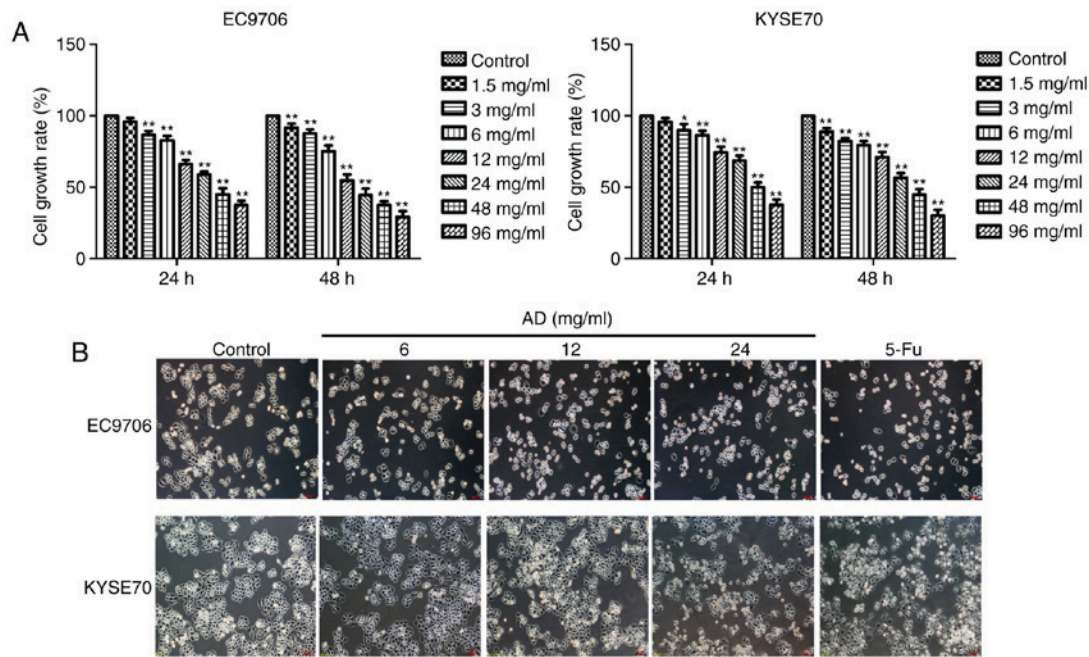 A
EC9706
Cell growth rate (%)
150
100
50
0
** ** ** ** ** **
** ** ** ** ** ** **
24 h
48 h
Control
1.5 mg/ml
3 mg/ml
6 mg/ml
12 mg/ml
24 mg/ml
48 mg/ml
96 mg/ml
KYSE70
Cell growth rate (%)
150
100
50
0
* ** ** ** ** **
** ** ** ** ** ** **
24 h
48 h
Control
1.5 mg/ml
3 mg/ml
6 mg/ml
12 mg/ml
24 mg/ml
48 mg/ml
96 mg/ml
B
AD (mg/ml)
Control 6 12 24 5-Fu
EC9706
KYSE70